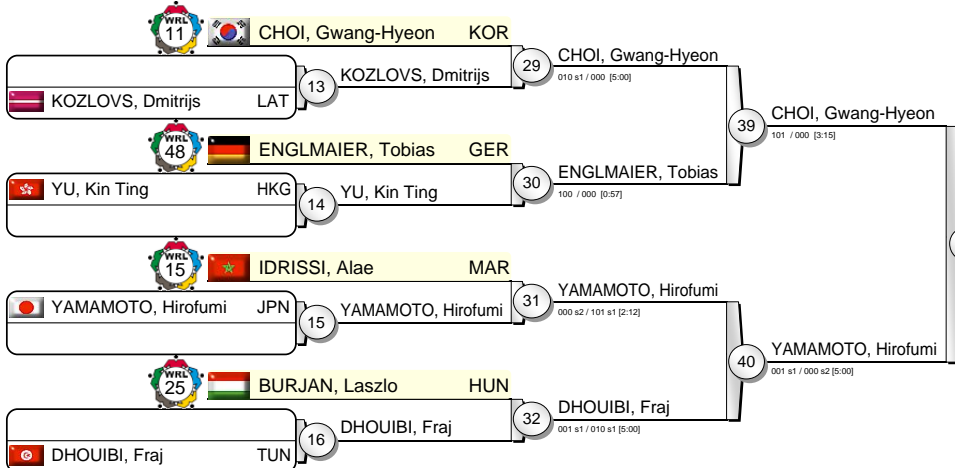 WRL
11
CHOI, Gwang-Hyeon KOR
29
CHOI, Gwang-Hyeon
010 s1 / 000 [5:00]
13
KOZLOVS, Dmitrijs
KOZLOVS, Dmitrijs LAT
39
CHOI, Gwang-Hyeon
101 / 000 [3:15]
WRL
48
ENGLMAIER, Tobias GER
30
ENGLMAIER, Tobias
100 / 000 [0:57]
YU, Kin Ting HKG
14
YU, Kin Ting
WRL
15
IDRISSI, Alae MAR
31
YAMAMOTO, Hirofumi
000 s2 / 101 s1 [2:12]
YAMAMOTO, Hirofumi JPN
15
YAMAMOTO, Hirofumi
40
YAMAMOTO, Hirofumi
001 s1 / 000 s2 [5:00]
WRL
25
BURJAN, Laszlo HUN
32
DHOUIBI, Fraj
001 s1 / 010 s1 [5:00]
16
DHOUIBI, Fraj
DHOUIBI, Fraj TUN